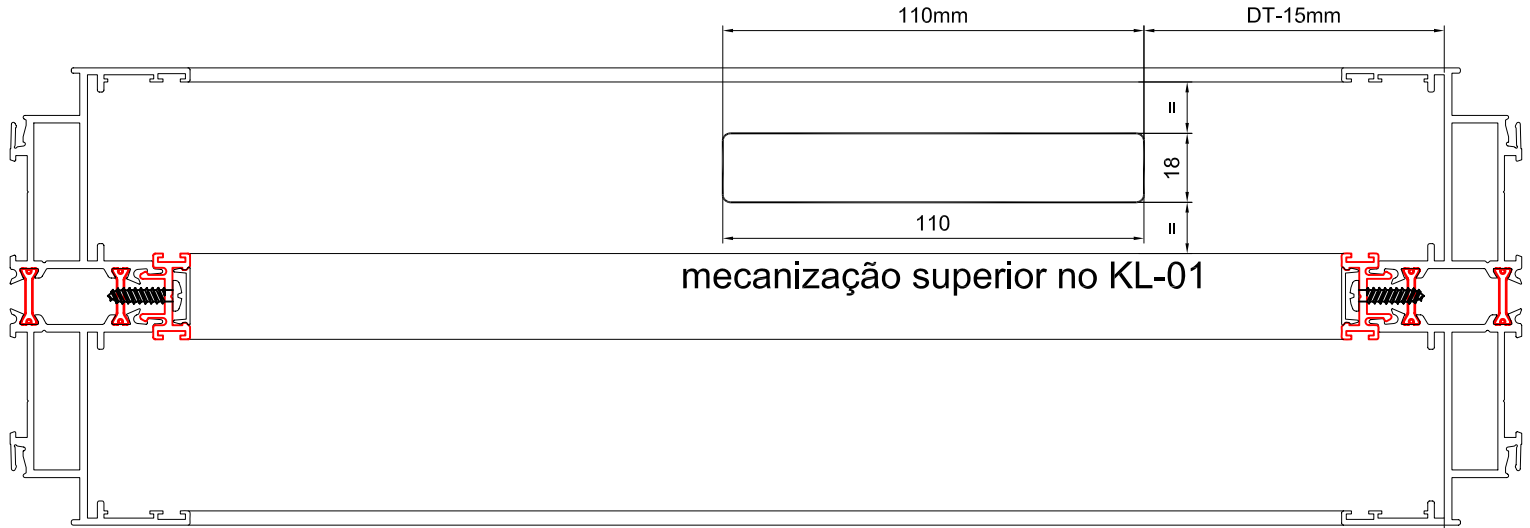 110mm
DT-15mm
=
18
=
110
mecanização superior no KL-01